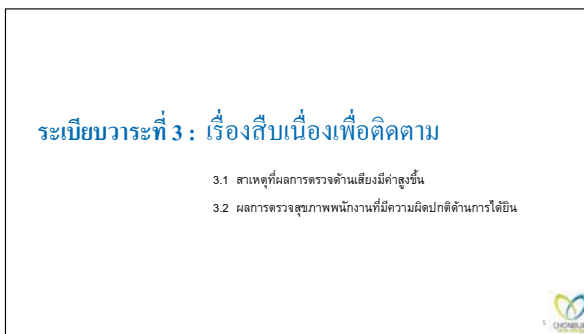 ระเบียบวาระที่ 3 : เรื่องสืบเนื่องเพื่อติดตาม
3.1 สาเหตุที่ผลการตรวจด้านเสียงมีค่าสูงขึ้น
3.2 ผลการตรวจสุขภาพพนักงานที่มีความผิดปกติด้านการได้ยิน
5